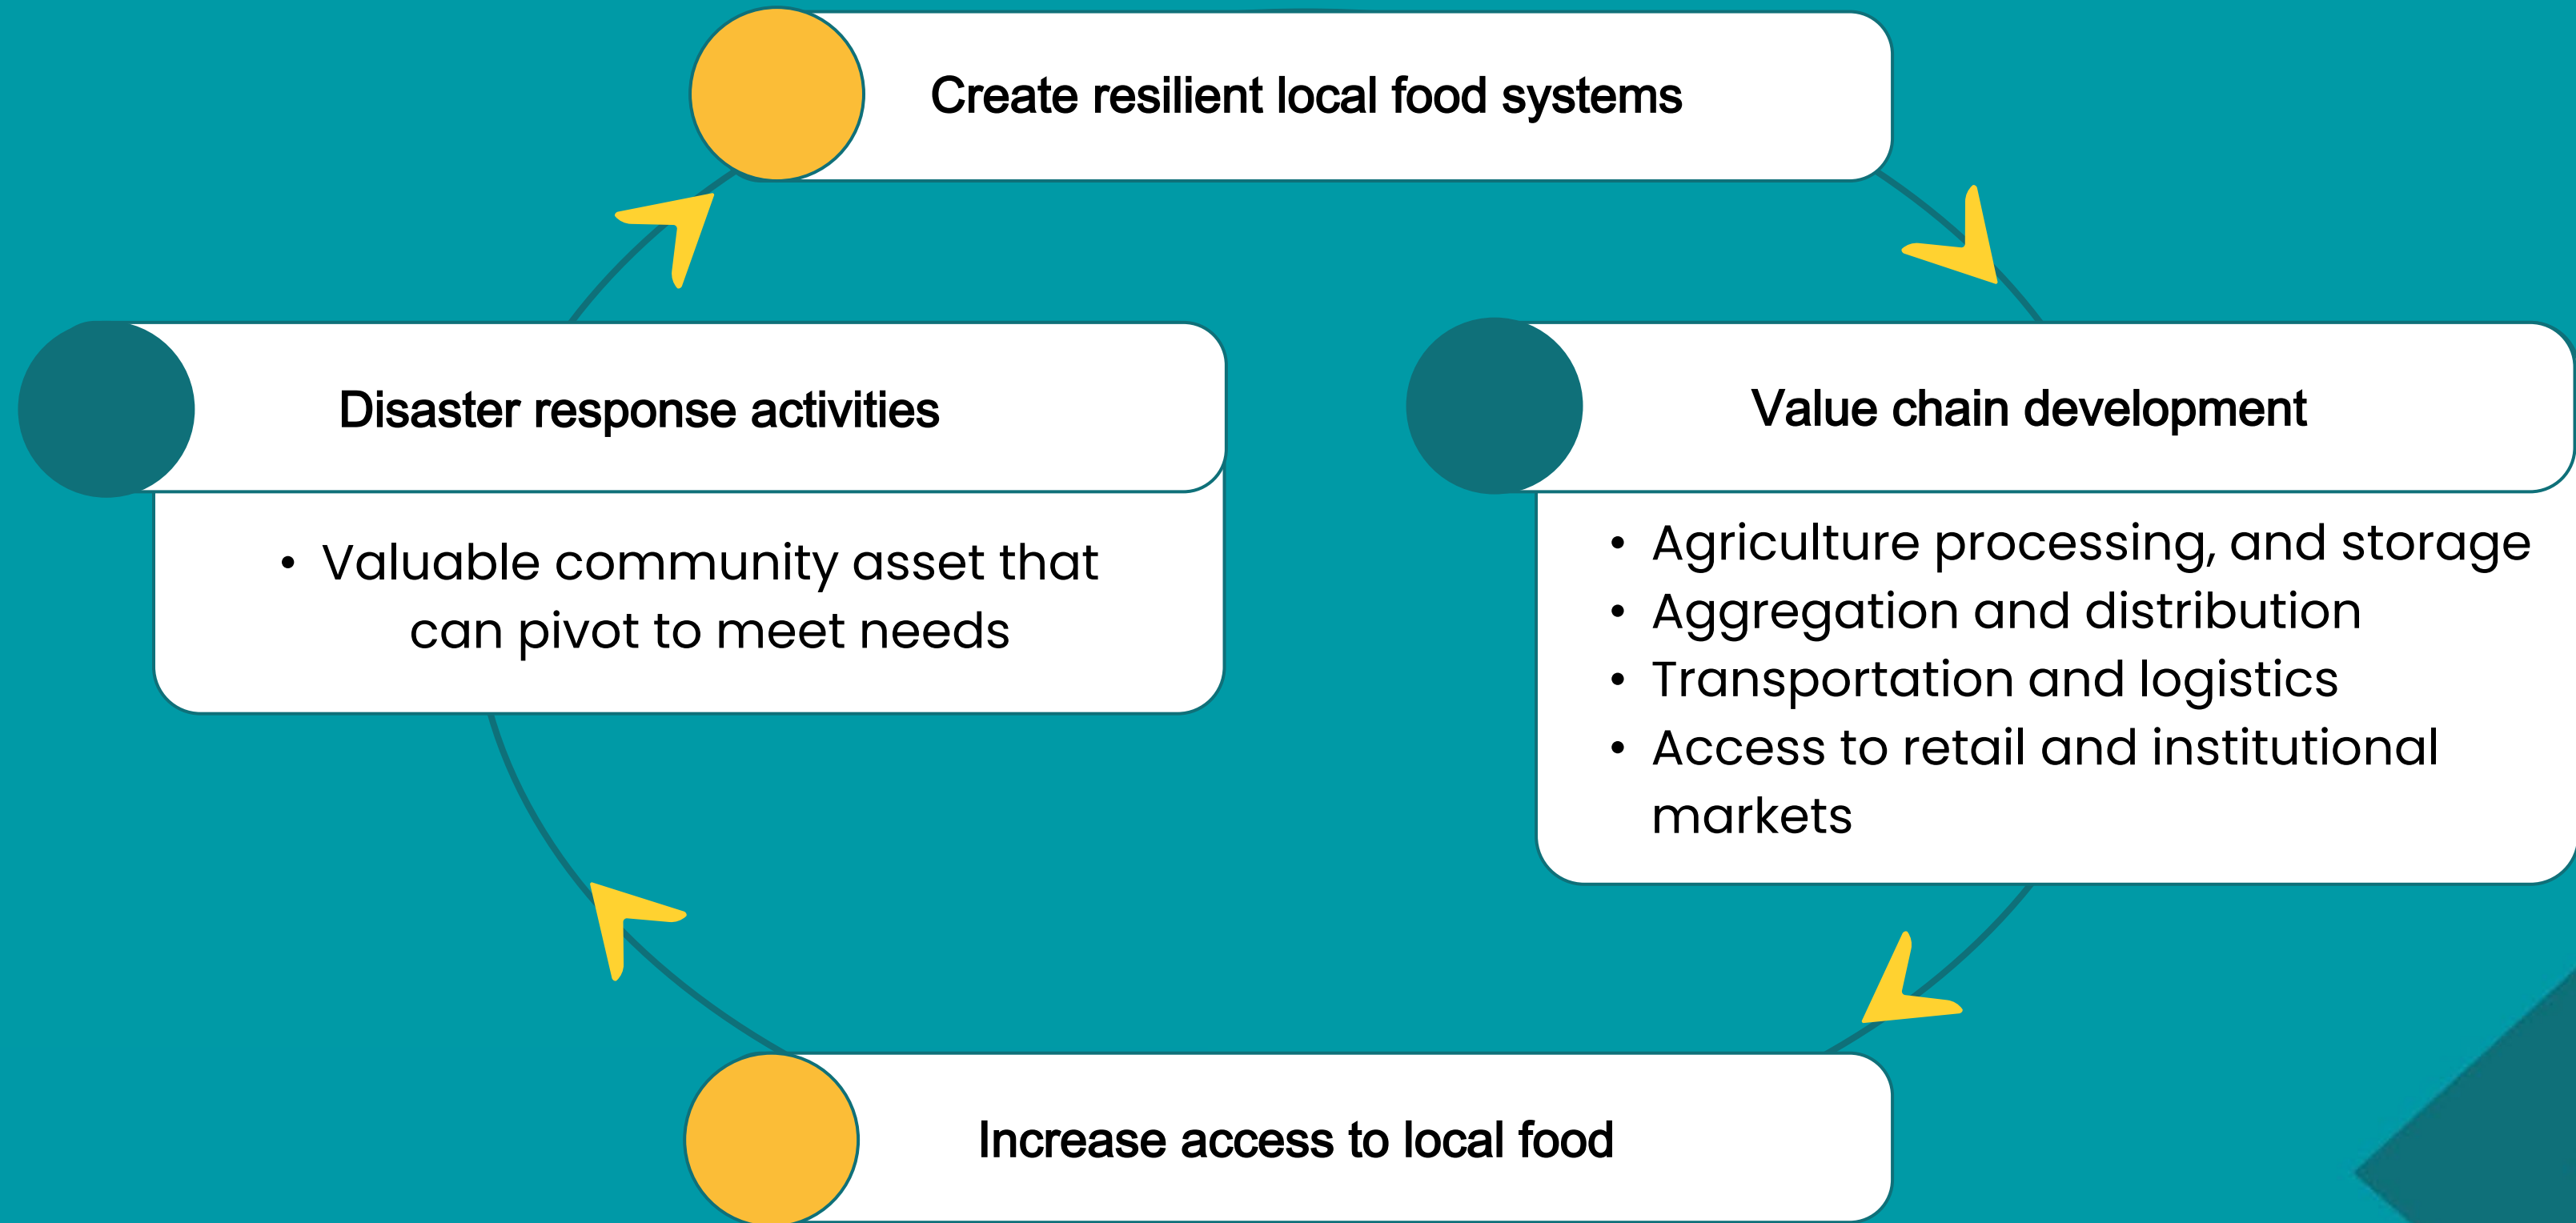 Create resilient local food systems
Disaster response activities
• Valuable community asset that
can pivot to meet needs
Value chain development
• Agriculture processing, and storage
• Aggregation and distribution
• Transportation and logistics
• Access to retail and institutional
markets
Increase access to local food